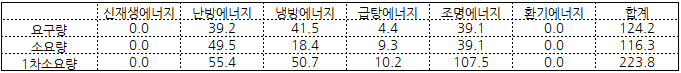 신재생에너지 난방에너지 냉방에너지 급탕에너지 조명에너지 환기에너지 합계
요구량 0.0 39.2 41.5 4.4 39.1 0.0 124.2
소요량 0.0 49.5 18.4 9.3 39.1 0.0 116.3
1차소요량 0.0 55.4 50.7 10.2 107.5 0.0 223.8